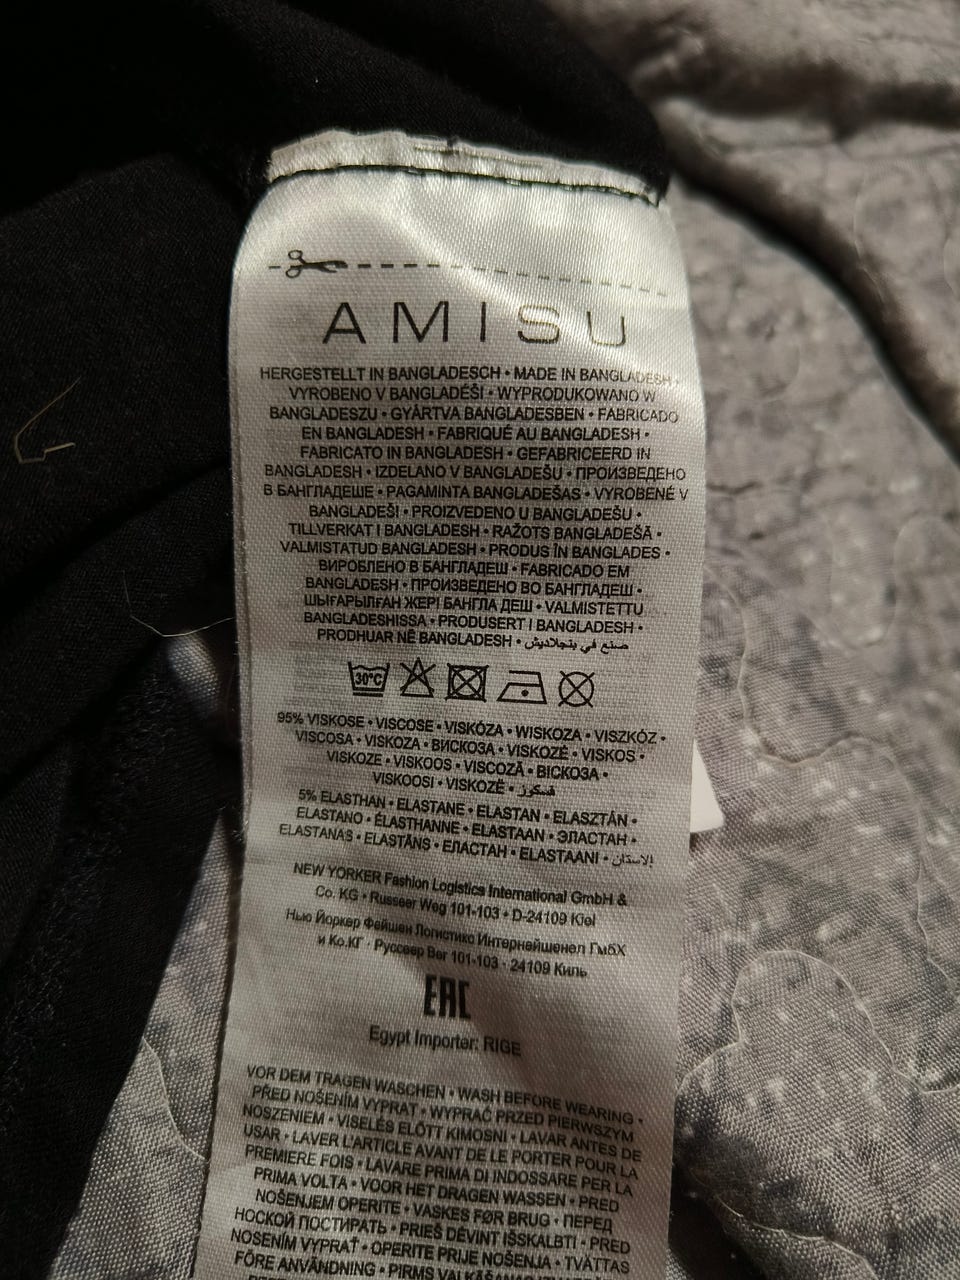 AMISU
HERGESTELLT IN BANGLADESCH • MADE IN BANGLADESH •
VYROBENO V BANGLADÉŠI • WYPRODUKOWANO W
BANGLADESZU • GYÁRTVA BANGLADESBEN • FABRICADO
EN BANGLADESH • FABRIQUÉ AU BANGLADESH •
FABRICATO IN BANGLADESH • GEFABRICEERD IN
BANGLADESH • IZDELANO V BANGLADEŠU • ПРОИЗВЕДЕНО
В БАНГЛАДЕШЕ • PAGAMINTA BANGLADEŠAS • VYROBENÉ V
BANGLADEŠI • PROIZVEDENO U BANGLADEŠU •
TILLVERKAT I BANGLADESH • RAŽOTS BANGLADEŠĀ •
VALMISTATUD BANGLADESH • PRODUS ÎN BANGLADES •
ВИРОБЛЕНО В БАНГЛАДЕШ • FABRICADO EM
BANGLADESH • ПРОИЗВЕДЕНО ВО БАНГЛАДЕШ •
ШЫҒАРЫЛҒАН ЖЕРІ БАНГЛА ДЕШ • VALMISTETTU
BANGLADESHISSA • PRODUSERT I BANGLADESH •
PRODHUAR NË BANGLADESH • صنع في بنجلاديش
30°C
95% VISKOSE • VISCOSE • VISKÓZA • WISKOZA • VISZKÓZ •
VISCOSA • VISKOZA • ВИСКОЗА • VISKOZĖ • VISKOS •
VISKOZE • VISKOOS • VISCOZĂ • ВІСКОЗА •
VISKOOSI • VISKOZË • فسكوز
5% ELASTHAN • ELASTANE • ELASTAN • ELASZTÁN •
ELASTANO • ÉLASTHANNE • ELASTAAN • ЭЛАСТАН •
ELASTANAS • ELASTĀNS • ЕЛАСТАН • ELASTAANI • الاستان
NEW YORKER Fashion Logistics International GmbH &
Co. KG • Russeer Weg 101-103 • D-24109 Kiel
Нью Йоркер Фейшен Логистикс Интернейшенел ГмбХ
и Ко.КГ · Руссеер Вег 101-103 · 24109 Киль
EAC
Egypt Importer: RIGE
VOR DEM TRAGEN WASCHEN • WASH BEFORE WEARING •
PŘED NOŠENÍM VYPRAT • WYPRAĆ PRZED PIERWSZYM
NOSZENIEM • VISELÉS ELŐTT KIMOSNI • LAVAR ANTES DE
USAR • LAVER L'ARTICLE AVANT DE LE PORTER POUR LA
PREMIERE FOIS • LAVARE PRIMA DI INDOSSARE PER LA
PRIMA VOLTA • VOOR HET DRAGEN WASSEN • PRED
NOŠENJEM OPERITE • VASKES FØR BRUG • ПЕРЕД
НОСКОЙ ПОСТИРАТЬ • PRIEŠ DĖVINT IŠSKALBTI • PRED
NOSENÍM VYPRAŤ • OPERITE PRIJE NOŠENJA • TVÄTTAS
FÖRE ANVÄNDNING • PIRMS